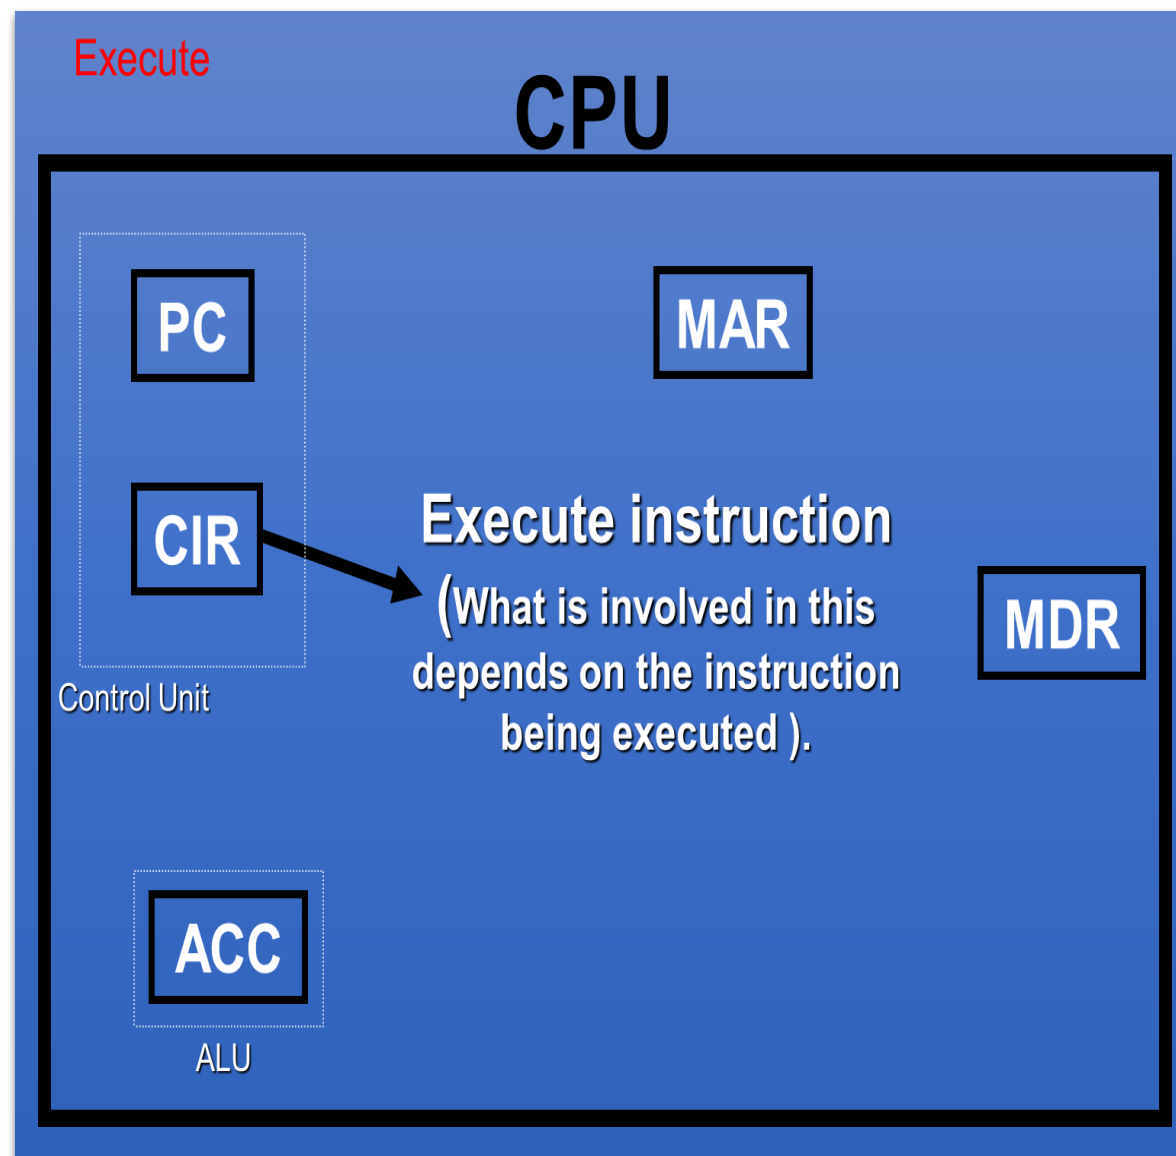 Execute
CPU
PC
MAR
CIR
Execute instruction
(What is involved in this
depends on the instruction
being executed ).
MDR
Control Unit
ACC
ALU